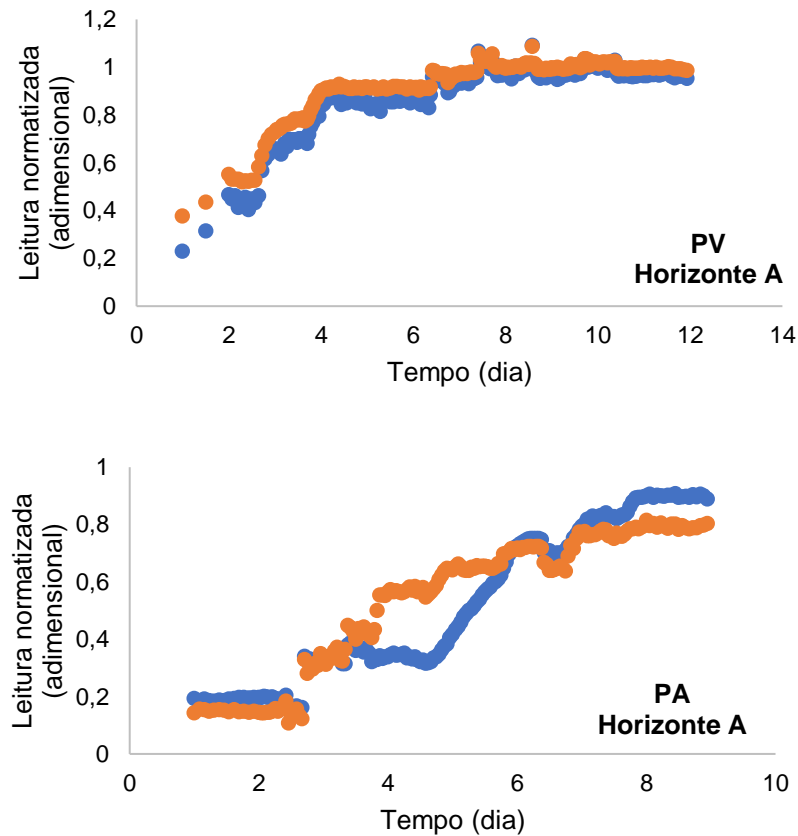 1,2
1
0,8
0,6
0,4
0,2
0
Leitura normatizada
(adimensional)
PV
Horizonte A
0 2 4 6 8 10 12 14
Tempo (dia)
1
0,8
0,6
0,4
0,2
0
Leitura normatizada
(adimensional)
PA
Horizonte A
0 2 4 6 8 10
Tempo (dia)